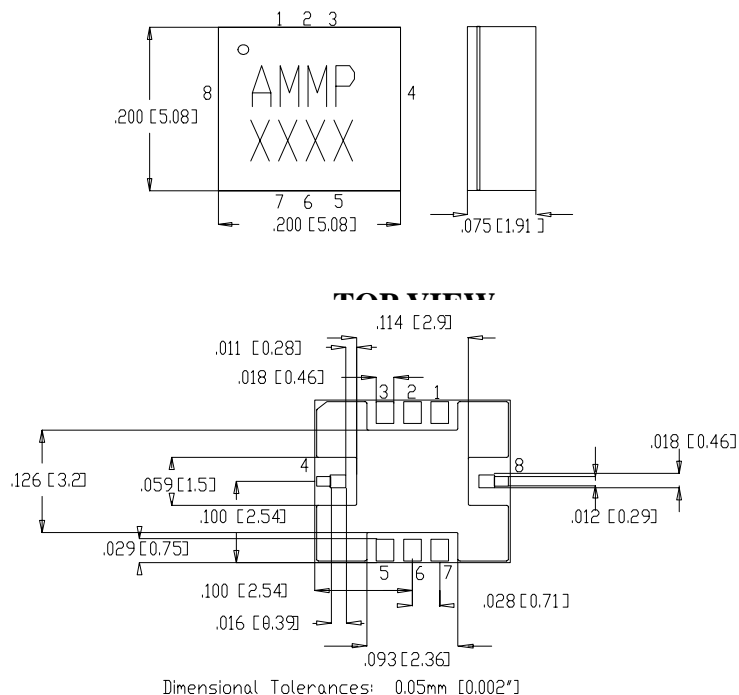 1 2 3
AMMP
XXXX
8
4
.200 [5.08]
7 6 5
.200 [5.08]
.075 [1.91]
TOP VIEW
.114 [2.9]
.011 [0.28]
.018 [0.46]
3 2 1
4
8
.018 [0.46]
.126 [3.2]
.059 [1.5]
.012 [0.29]
.100 [2.54]
.029 [0.75]
5 6 7
.100 [2.54]
.028 [0.71]
.016 [0.39]
.093 [2.36]
Dimensional Tolerances: 0.05mm [0.002"]